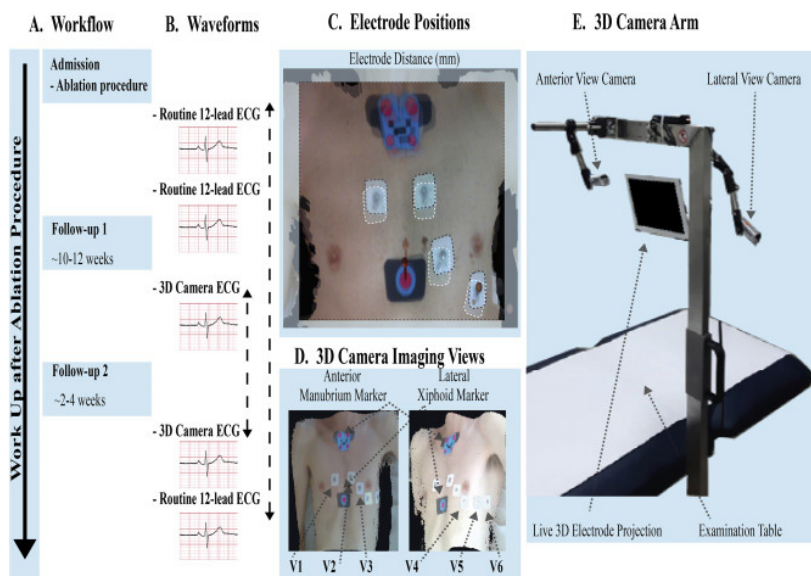 A. Workflow
Work Up after Ablation Procedure
Admission
- Ablation procedure
Follow-up 1
~10-12 weeks
Follow-up 2
~2-4 weeks
B. Waveforms
- Routine 12-lead ECG
- Routine 12-lead ECG
- 3D Camera ECG
- 3D Camera ECG
- Routine 12-lead ECG
C. Electrode Positions
Electrode Distance (mm)
D. 3D Camera Imaging Views
Anterior
Manubrium Marker
Lateral
Xiphoid Marker
V1
V2
V3
V4
V5
V6
E. 3D Camera Arm
Anterior View Camera
Lateral View Camera
Live 3D Electrode Projection
Examination Table